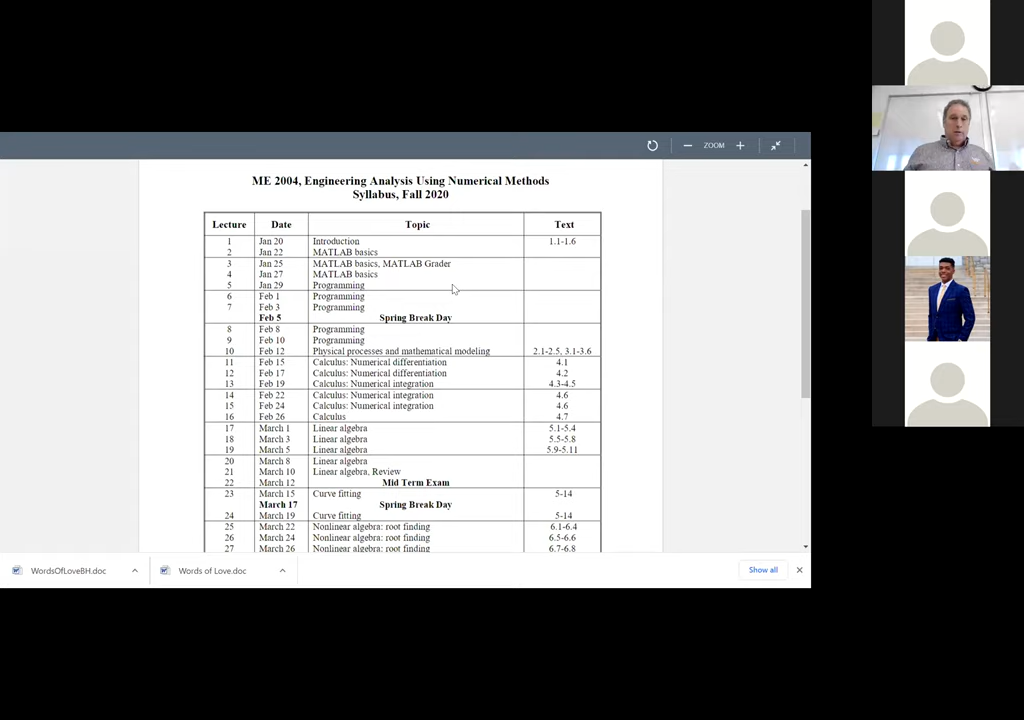 ZOOM
ME 2004, Engineering Analysis Using Numerical Methods
Syllabus, Fall 2020
Lecture Date Topic Text
1 Jan 20 Introduction 1.1-1.6
2 Jan 22 MATLAB basics
3 Jan 25 MATLAB basics, MATLAB Grader
4 Jan 27 MATLAB basics
5 Jan 29 Programming
6 Feb 1 Programming
7 Feb 3 Programming
Feb 5 Spring Break Day
8 Feb 8 Programming
9 Feb 10 Programming
10 Feb 12 Physical processes and mathematical modeling 2.1-2.5, 3.1-3.6
11 Feb 15 Calculus: Numerical differentiation 4.1
12 Feb 17 Calculus: Numerical differentiation 4.2
13 Feb 19 Calculus: Numerical integration 4.3-4.5
14 Feb 22 Calculus: Numerical integration 4.6
15 Feb 24 Calculus: Numerical integration 4.6
16 Feb 26 Calculus 4.7
17 March 1 Linear algebra 5.1-5.4
18 March 3 Linear algebra 5.5-5.8
19 March 5 Linear algebra 5.9-5.11
20 March 8 Linear algebra
21 March 10 Linear algebra, Review
22 March 12 Mid Term Exam
23 March 15 Curve fitting 5-14
March 17 Spring Break Day
24 March 19 Curve fitting 5-14
25 March 22 Nonlinear algebra: root finding 6.1-6.4
26 March 24 Nonlinear algebra: root finding 6.5-6.6
27 March 26 Nonlinear algebra: root finding 6.7-6.8
WordsOfLoveBH.doc Words of Love.doc Show all